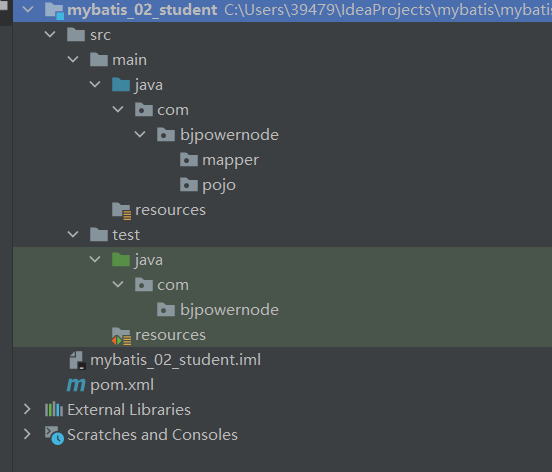 mybatis_02_student C:\Users\39479\IdeaProjects\mybatis\mybatis
src
main
java
com
bjpowernode
mapper
pojo
resources
test
java
com
bjpowernode
resources
mybatis_02_student.iml
pom.xml
External Libraries
Scratches and Consoles